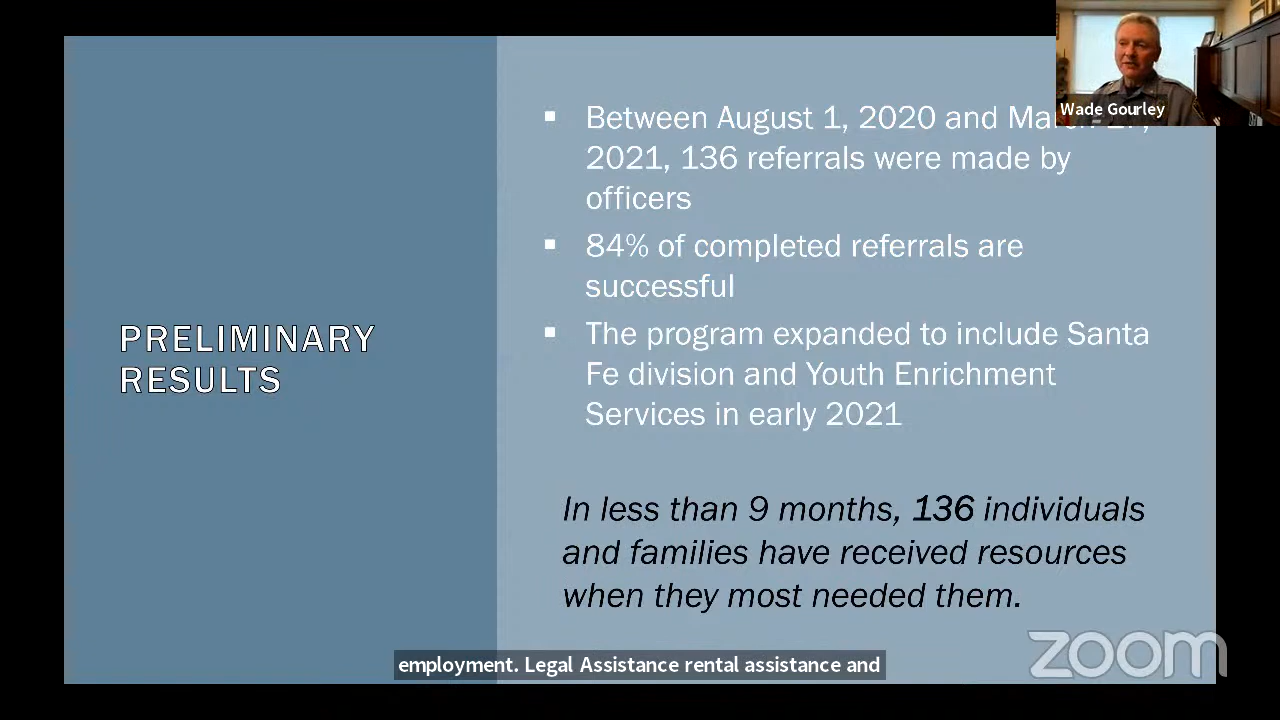 PRELIMINARY
RESULTS
Between August 1, 2020 and
2021, 136 referrals were made by
officers
84% of completed referrals are
successful
The program expanded to include Santa
Fe division and Youth Enrichment
Services in early 2021
In less than 9 months, 136 individuals
and families have received resources
when they most needed them.
Wade Gourley
employment. Legal Assistance rental assistance and
zoom